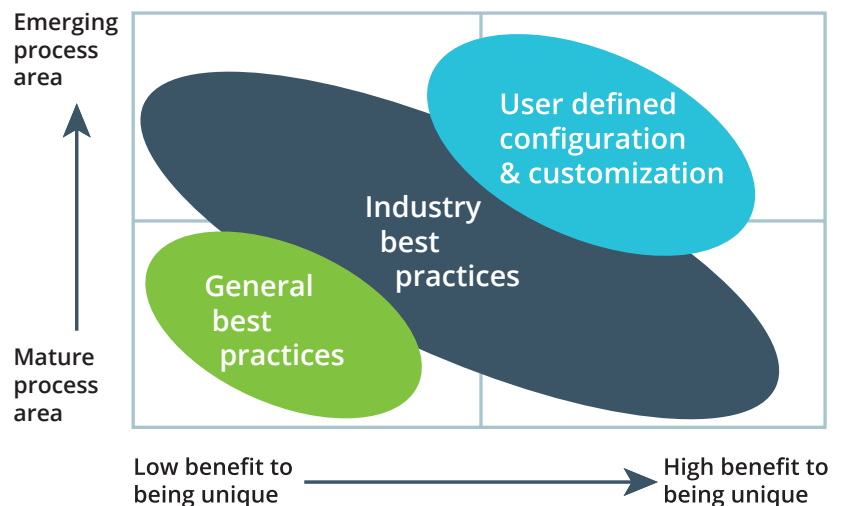 Emerging
process
area
User defined
configuration
& customization
Industry
best
practices
General
best
practices
Mature
process
area
Low benefit to
being unique
High benefit to
being unique